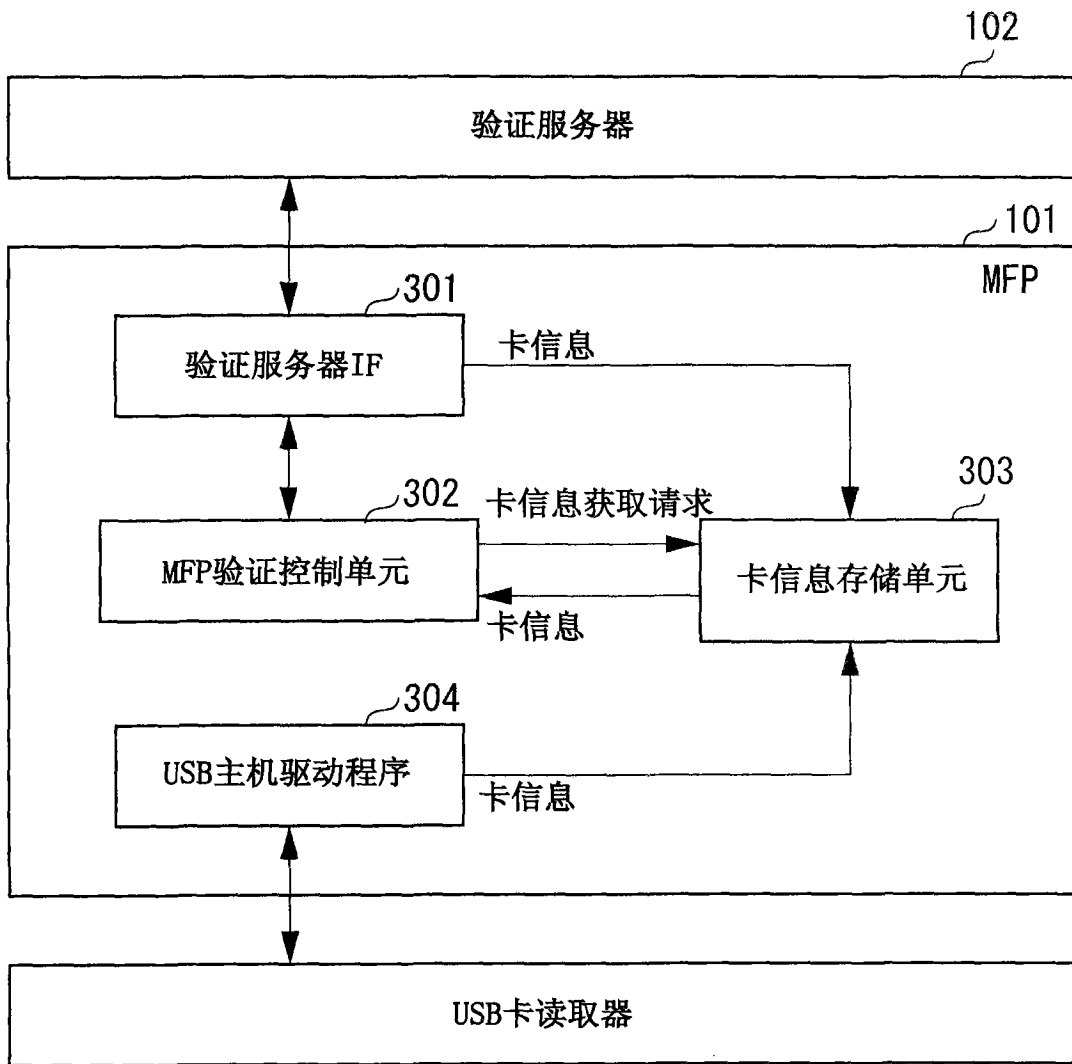 102
验证服务器
101
MFP
301
验证服务器IF
卡信息
302
卡信息获取请求
303
MFP验证控制单元
卡信息存储单元
卡信息
304
USB主机驱动程序
卡信息
USB卡读取器